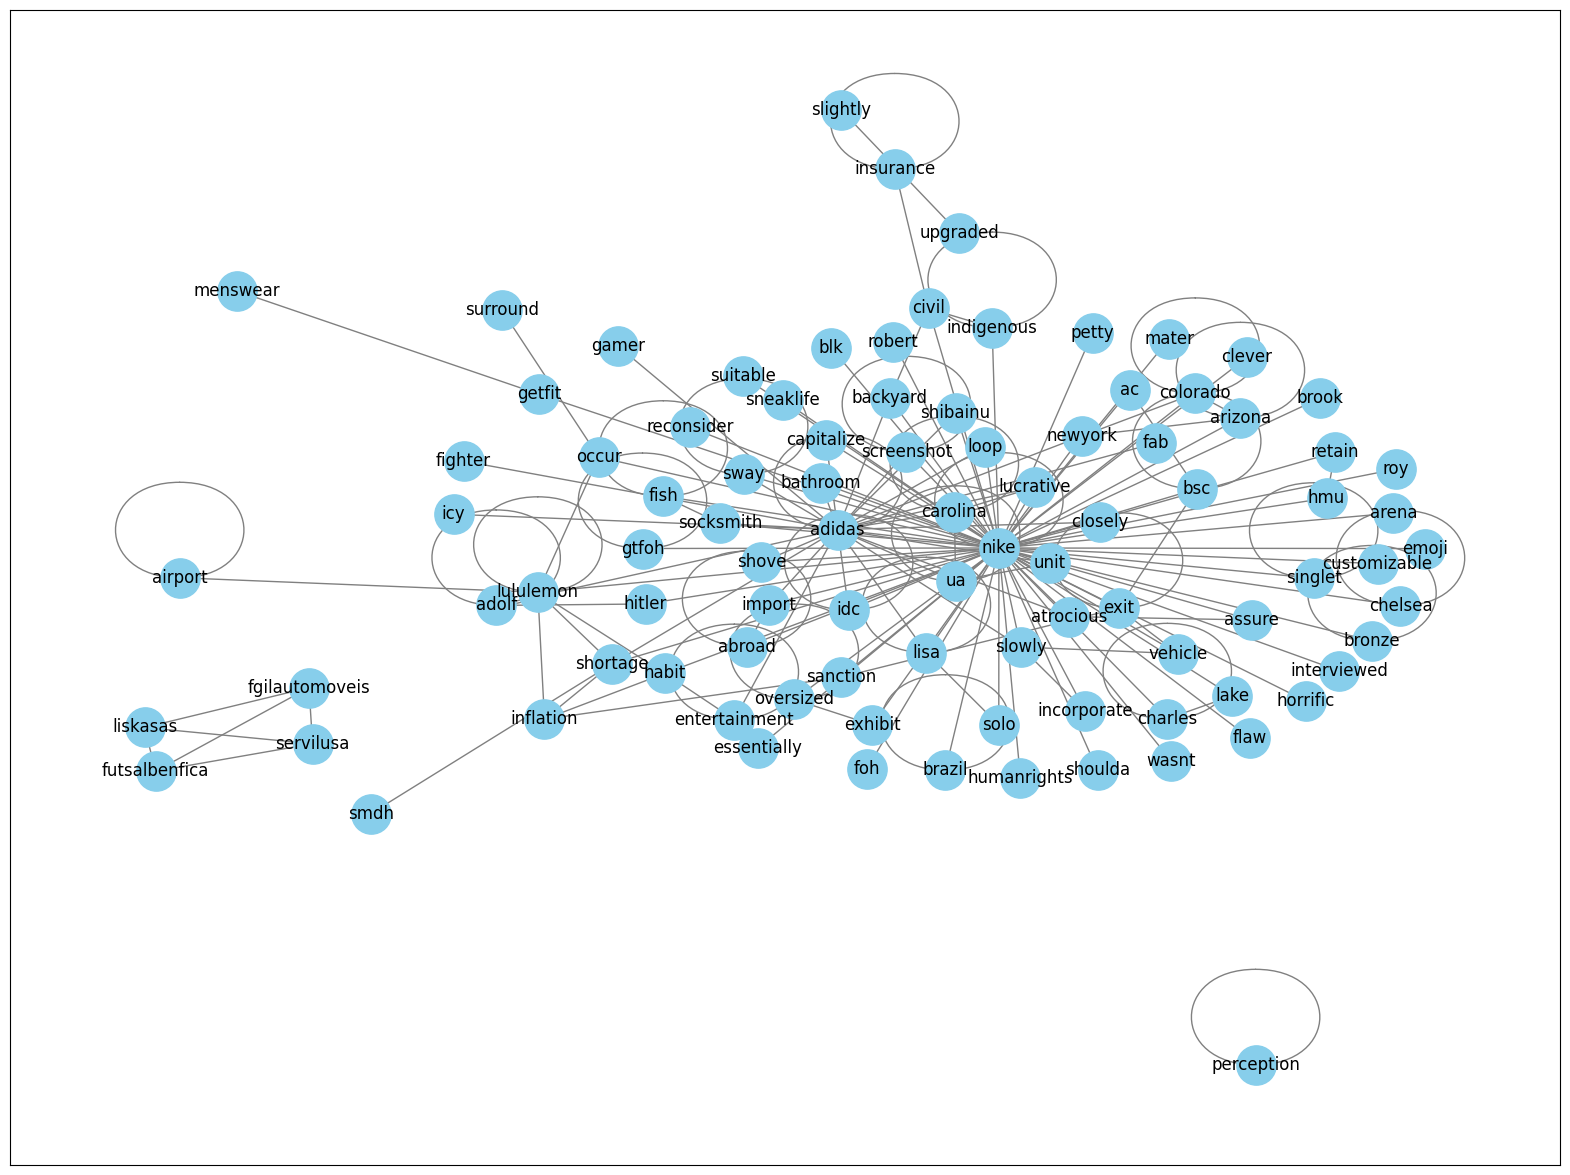 slightly
insurance
upgraded
menswear
surround
civil
indigenous
gamer
blk
robert
petty
mater
clever
suitable
getfit
sneaklife
backyard
ac
colorado
brook
shibainu
arizona
reconsider
capitalize
screenshot
loop
newyork
fab
retain
fighter
occur
sway
bathroom
lucrative
bsc
roy
icy
fish
socksmith
adidas
carolina
closely
hmu
arena
gtfoh
shove
nike
unit
customizable
emoji
airport
lululemon
adolf
hitler
import
idc
ua
exit
singlet
chelsea
abroad
lisa
slowly
atrocious
assure
bronze
shortage
habit
sanction
vehicle
interviewed
fgilautomoveis
oversized
lake
horrific
liskasas
inflation
entertainment
exhibit
solo
incorporate
charles
servilusa
essentially
flaw
futsalbenfica
foh
brazil
humanrights
shoulda
wasnt
smdh
perception